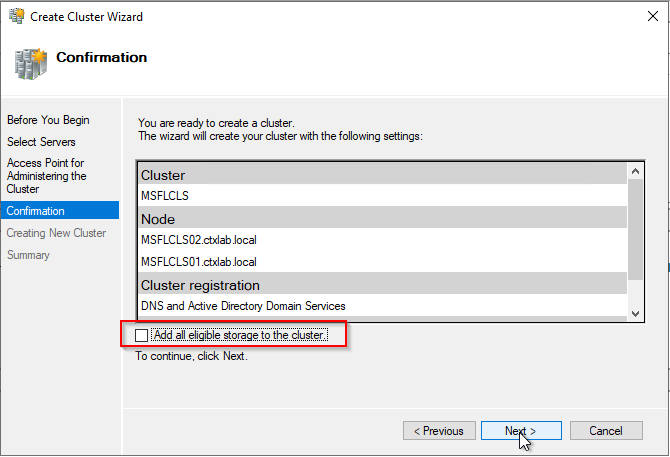 Create Cluster Wizard
Confirmation
Before You Begin
Select Servers
Access Point for
Administering the
Cluster
Confirmation
Creating New Cluster
Summary
You are ready to create a cluster.
The wizard will create your cluster with the following settings:
Cluster
MSFLCLS
Node
MSFLCLS02.ctxlab.local
MSFLCLS01.ctxlab.local
Cluster registration
DNS and Active Directory Domain Services
Add all eligible storage to the cluster.
To continue, click Next.
< Previous
Next >
Cancel